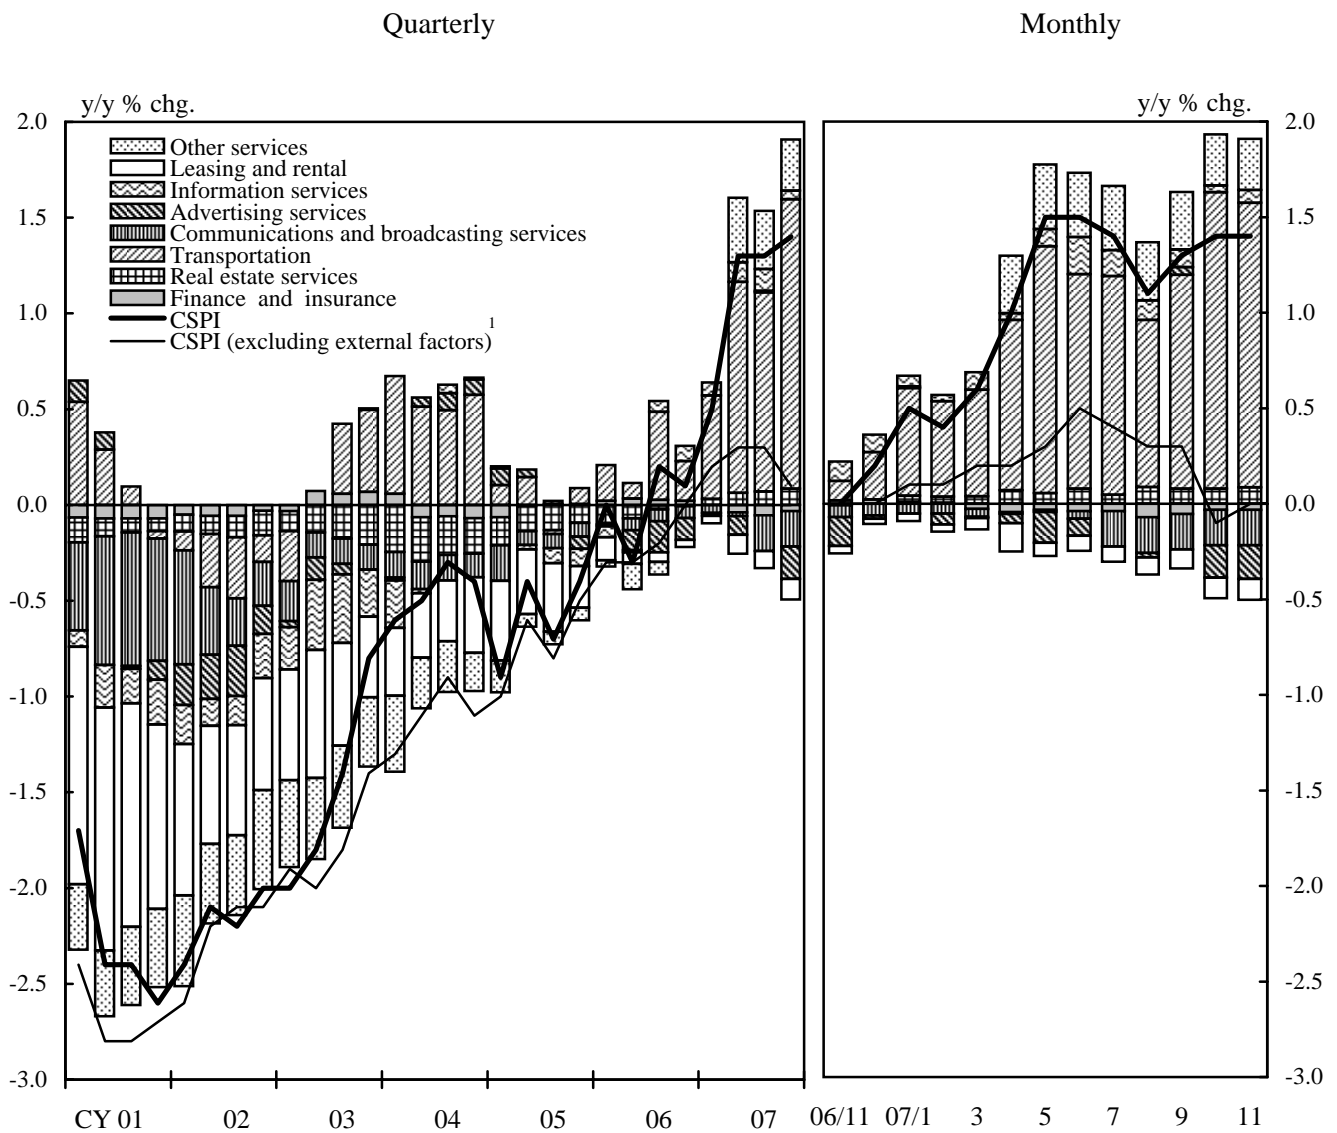 Quarterly
Monthly
y/y % chg.
y/y % chg.
2.0
1.5
1.0
0.5
0.0
-0.5
-1.0
-1.5
-2.0
-2.5
-3.0
Other services
Leasing and rental
Information services
Advertising services
Communications and broadcasting services
Transportation
Real estate services
Finance and insurance
CSPI
CSPI (excluding external factors)1
2.0
1.5
1.0
0.5
0.0
-0.5
-1.0
-1.5
-2.0
-2.5
-3.0
CY 01 02 03 04 05 06 07
06/11 07/1 3 5 7 9 11